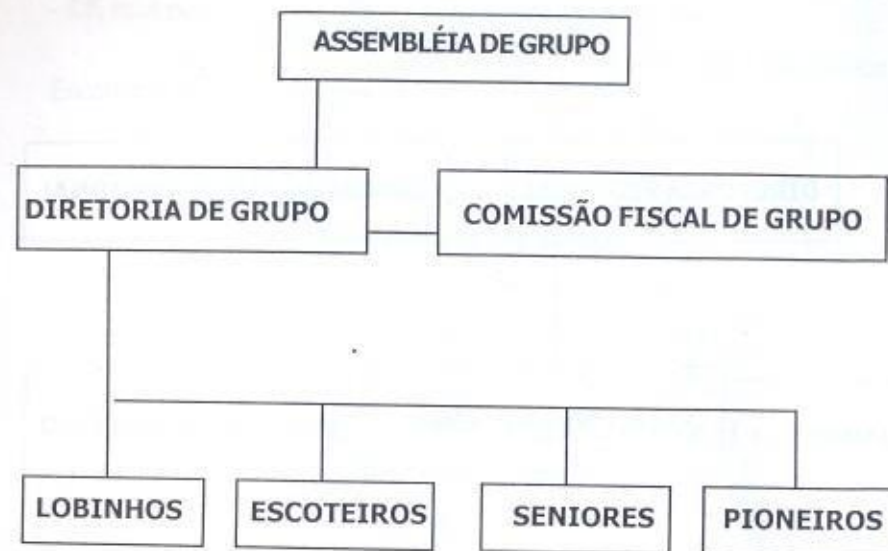 ASSEMBLÉIA DE GRUPO
DIRETORIA DE GRUPO
COMISSÃO FISCAL DE GRUPO
LOBINHOS
ESCOTEIROS
SENIORES
PIONEIROS